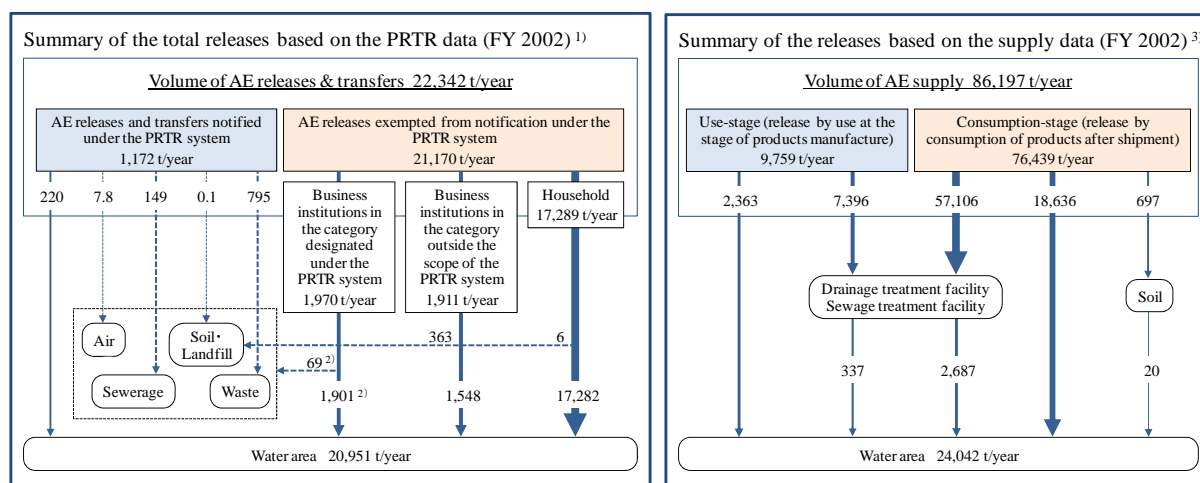 Summary of the total releases based on the PRTR data (FY 2002) 1)
Volume of AE releases & transfers 22,342 t/year
AE releases and transfers notified
under the PRTR system
1,172 t/year
AE releases exempted from notification under the
PRTR system
21,170 t/year
220
7.8
149
0.1
795
Business
institutions in
the category
designated
under the
PRTR system
1,970 t/year
Business
institutions in
the category
outside the
scope of the
PRTR system
1,911 t/year
Household
17,289 t/year
Air
Soil・
Landfill
363
6
69 2)
Sewerage
Waste
1,901 2)
1,548
17,282
Water area 20,951 t/year
Summary of the releases based on the supply data (FY 2002) 3)
Volume of AE supply 86,197 t/year
Use-stage (release by use at the
stage of products manufacture)
9,759 t/year
Consumption-stage (release by
consumption of products after shipment)
76,439 t/year
2,363
7,396
57,106
18,636
697
Drainage treatment facility
Sewage treatment facility
Soil
337
2,687
20
Water area 24,042 t/year